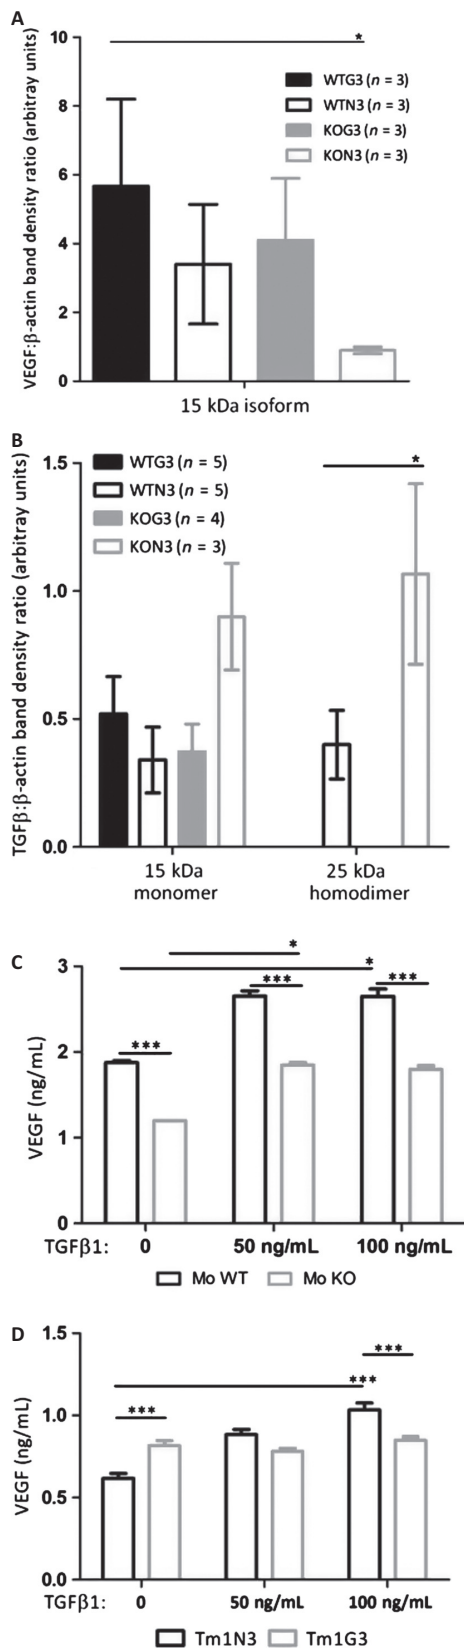 A
VEGF:β-actin band density ratio (arbitray units)
10
8
6
4
2
0
*
WTG3 (n = 3)
WTN3 (n = 3)
KOG3 (n = 3)
KON3 (n = 3)
15 kDa isoform
B
TGFβ:β-actin band density ratio (arbitray units)
1.5
1.0
0.5
0.0
WTG3 (n = 5)
WTN3 (n = 5)
KOG3 (n = 4)
KON3 (n = 3)
*
15 kDa
monomer
25 kDa
homodimer
C
VEGF (ng/mL)
3
2
1
0
*
*
***
***
***
TGFβ1: 0 50 ng/mL 100 ng/mL
Mo WT Mo KO
D
VEGF (ng/mL)
1.5
1.0
0.5
0.0
***
***
***
TGFβ1: 0 50 ng/mL 100 ng/mL
Tm1N3 Tm1G3